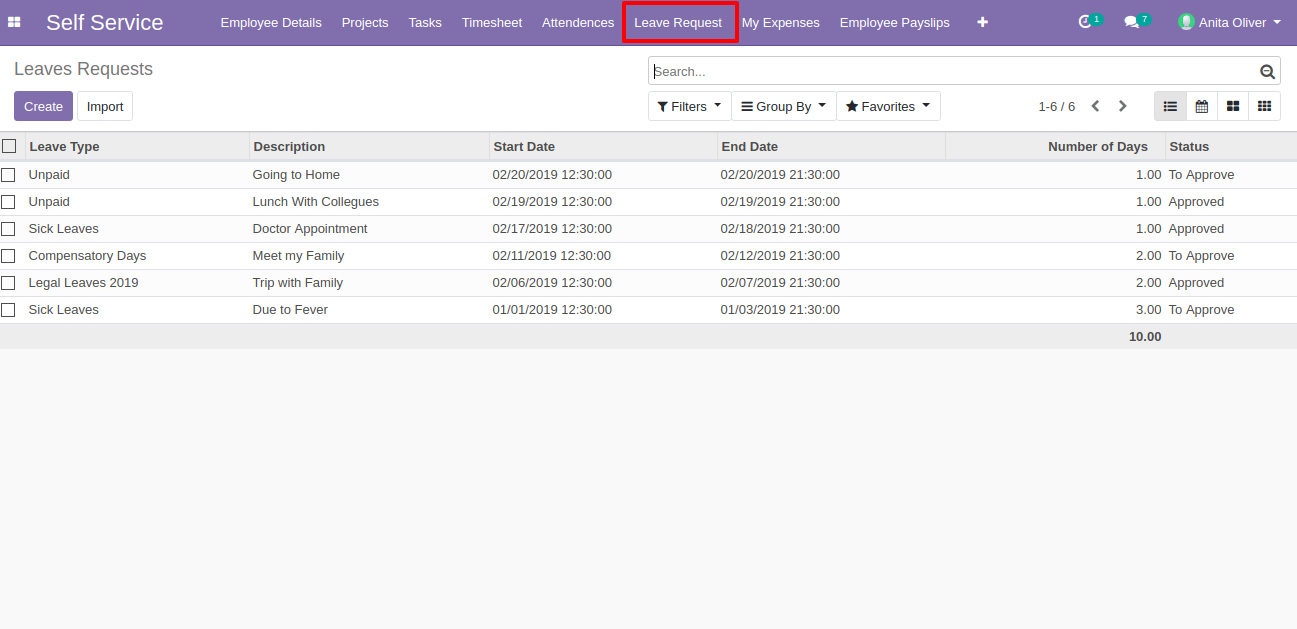 Self Service Employee Details Projects Tasks Timesheet Attendences Leave Request My Expenses Employee Payslips 1 7 Anita Oliver
Leaves Requests
Search...
Create Import Filters Group By Favorites 1-6 / 6
Leave Type Description Start Date End Date Number of Days Status
Unpaid Going to Home 02/20/2019 12:30:00 02/20/2019 21:30:00 1.00 To Approve
Unpaid Lunch With Collegues 02/19/2019 12:30:00 02/19/2019 21:30:00 1.00 Approved
Sick Leaves Doctor Appointment 02/17/2019 12:30:00 02/18/2019 21:30:00 1.00 Approved
Compensatory Days Meet my Family 02/11/2019 12:30:00 02/12/2019 21:30:00 2.00 To Approve
Legal Leaves 2019 Trip with Family 02/06/2019 12:30:00 02/07/2019 21:30:00 2.00 Approved
Sick Leaves Due to Fever 01/01/2019 12:30:00 01/03/2019 21:30:00 3.00 To Approve
10.00